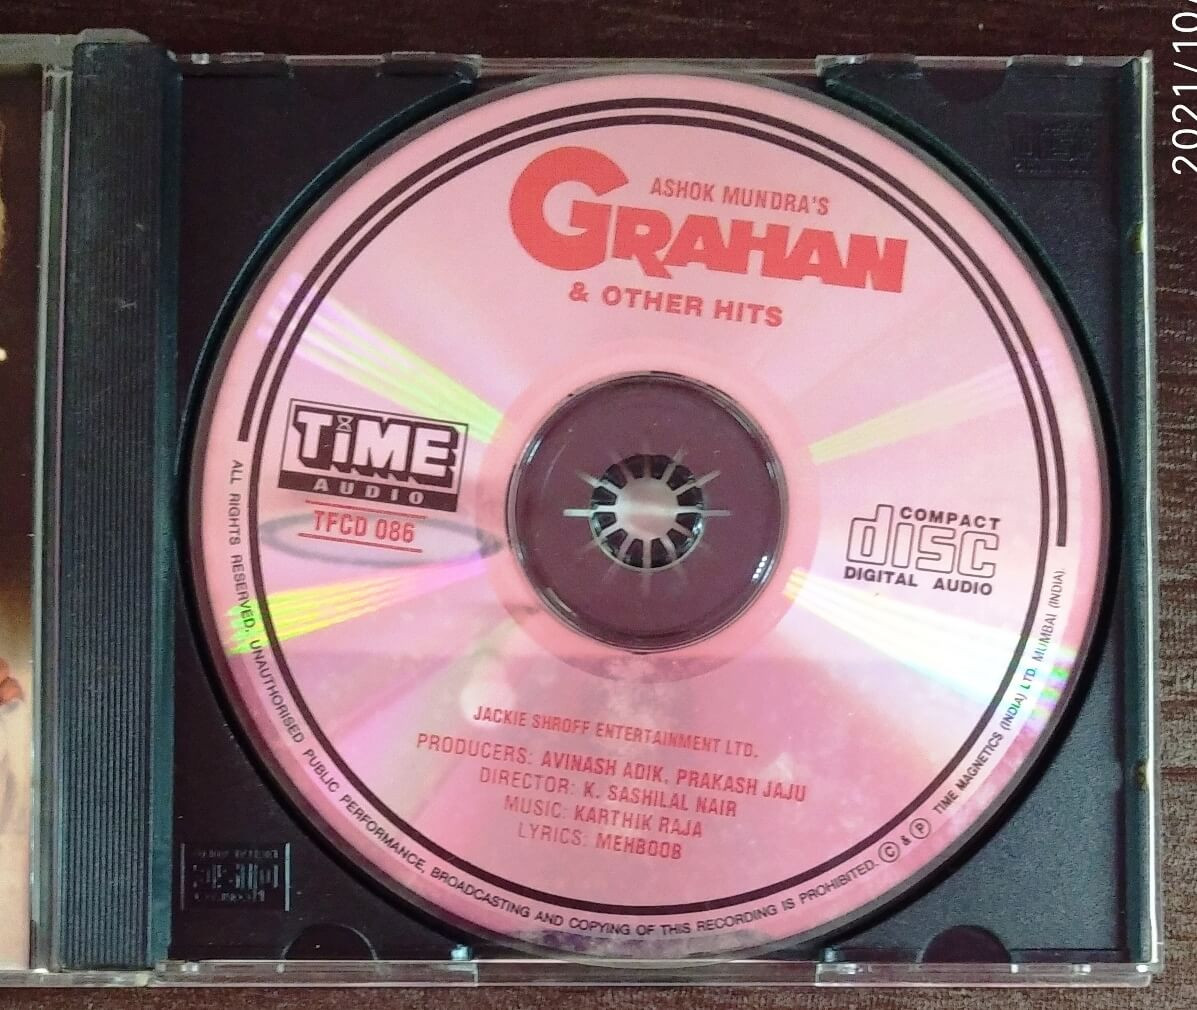 2021/10/
ASHOK MUNDRA'S
GRAHAN
& OTHER HITS
TiME
AUDIO
TFCD 086
COMPACT
disc
DIGITAL AUDIO
JACKIE SHROFF ENTERTAINMENT LTD.
PRODUCERS: AVINASH ADIK, PRAKASH JAJU
DIRECTOR: K. SASHILAL NAIR
MUSIC: KARTHIK RAJA
LYRICS: MEHBOOB
ALL RIGHTS RESERVED. UNAUTHORISED PUBLIC PERFORMANCE, BROADCASTING AND COPYING OF THIS RECORDING IS PROHIBITED. © & ℗ TIME MAGNETICS (INDIA) LTD. MUMBAI (INDIA).